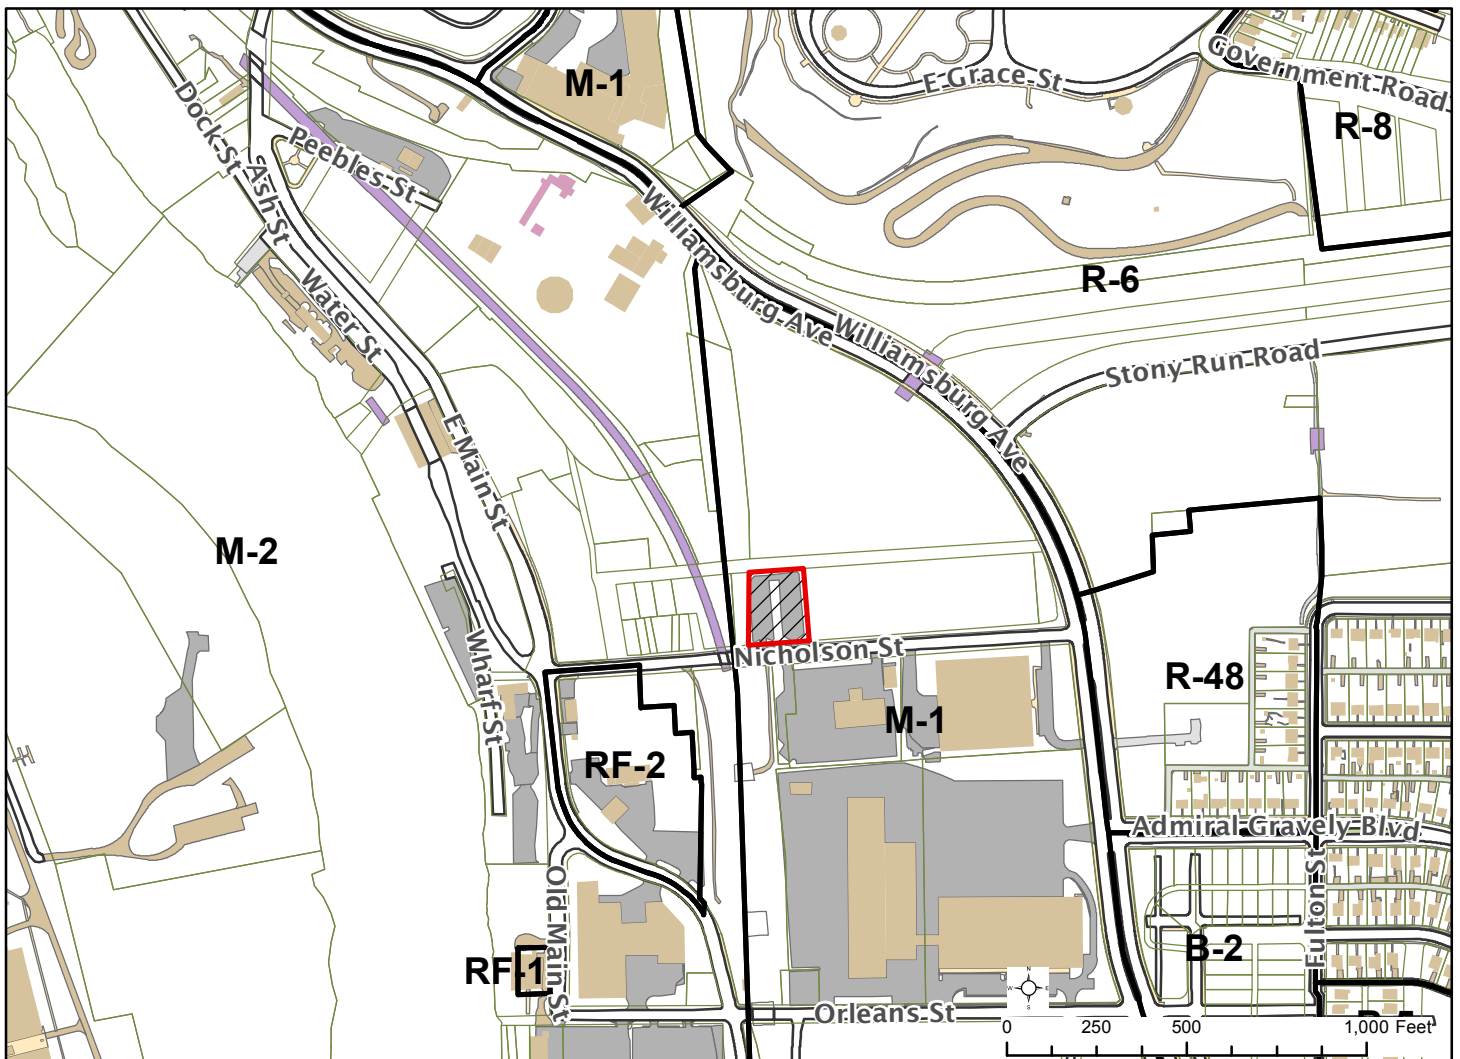 M-1
E Grace St
Government Road
R-8
Dock St
Peebles St
Ash St
Williamsburg Ave
R-6
Water St
Williamsburg Ave
Stony Run Road
E Main St
M-2
Nicholson St
Wharf St
R-48
M-1
RF-2
Admiral Gravely Blvd
Old Main St
Fulton St
B-2
RF-1
N
W E
S
Orleans St
0 250 500 1,000 Feet